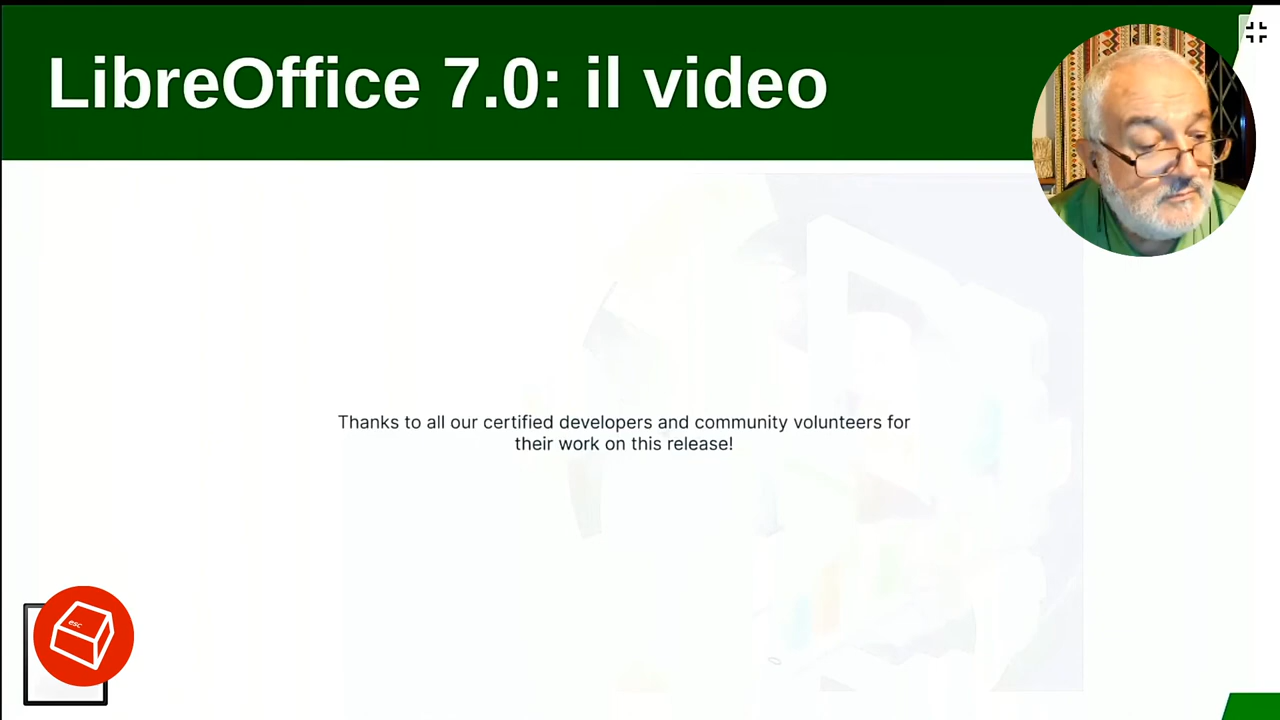 LibreOffice 7.0: il video
Thanks to all our certified developers and community volunteers for
their work on this release!
esc